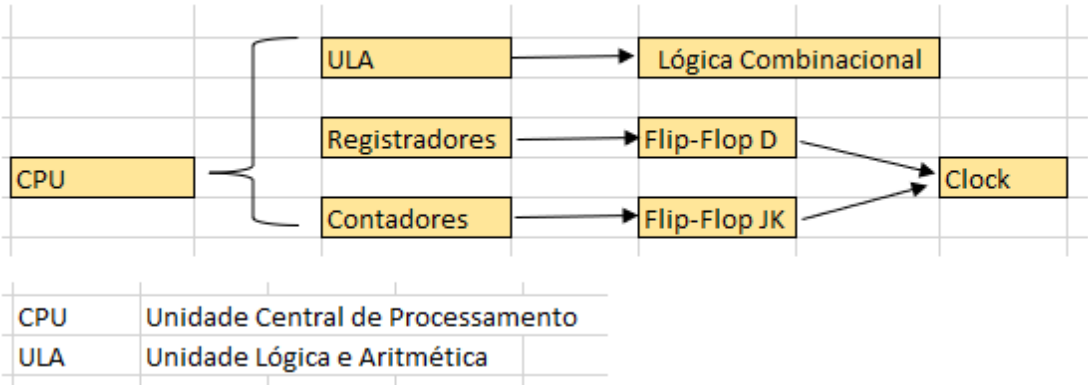 ULA
Lógica Combinacional
Registradores
Flip-Flop D
CPU
Clock
Contadores
Flip-Flop JK
CPU Unidade Central de Processamento
ULA Unidade Lógica e Aritmética